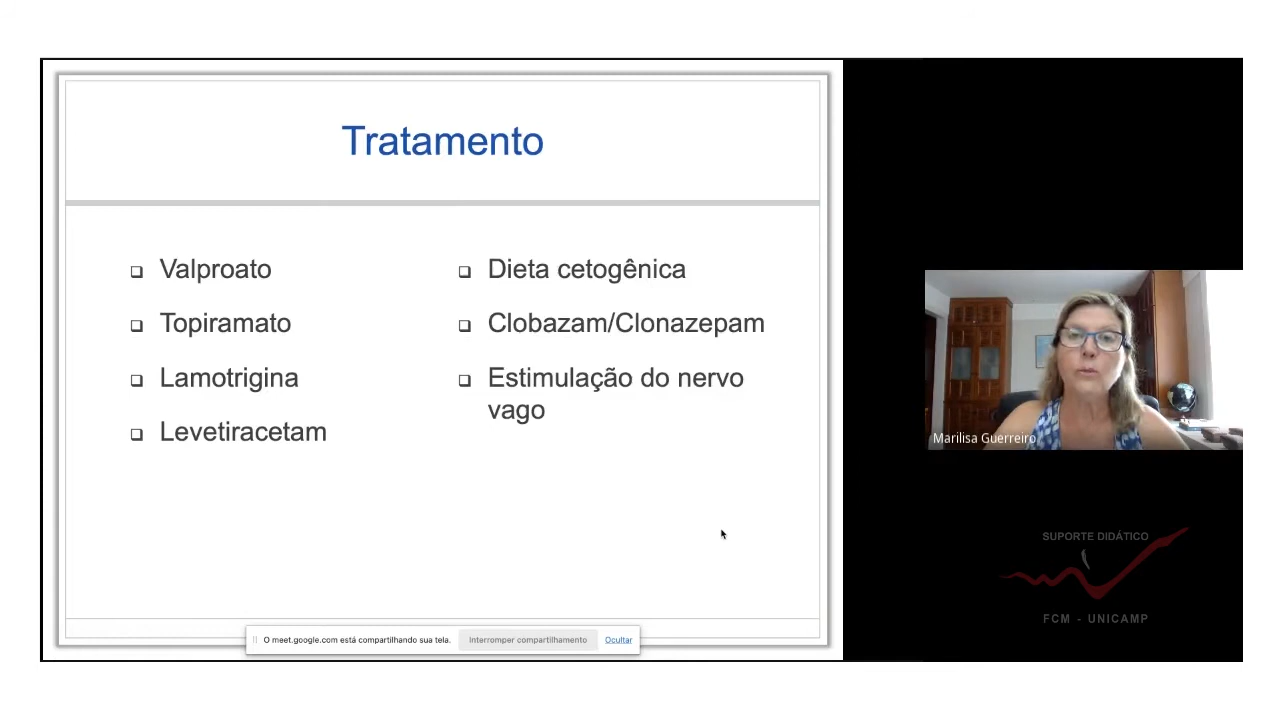 Tratamento
Valproato
Topiramato
Lamotrigina
Levetiracetam
Dieta cetogênica
Clobazam/Clonazepam
Estimulação do nervo
vago
O meet.google.com está compartilhando sua tela.
Interromper compartilhamento
Ocultar
Marilisa Guerreiro
SUPORTE DIDÁTICO
FCM - UNICAMP